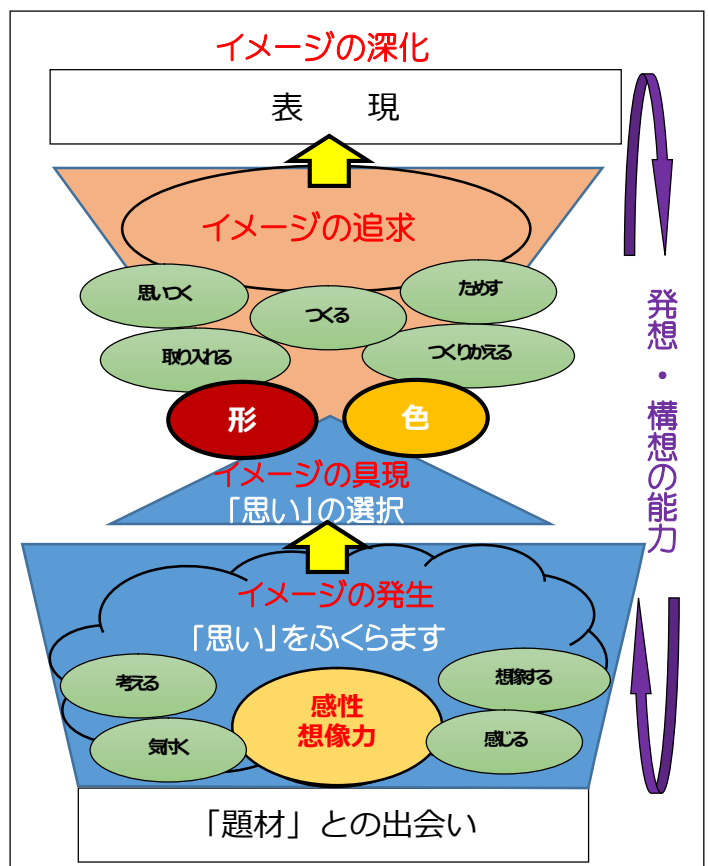 イメージの深化
表　現
イメージの追求
思いつく
ためす
つくる
取り入れる
つくりかえる
形
色
イメージの具現
「思い」の選択
イメージの発生
「思い」をふくらます
考える
想像する
感性
想像力
気付く
感じる
「題材」との出会い
発想・構想の能力